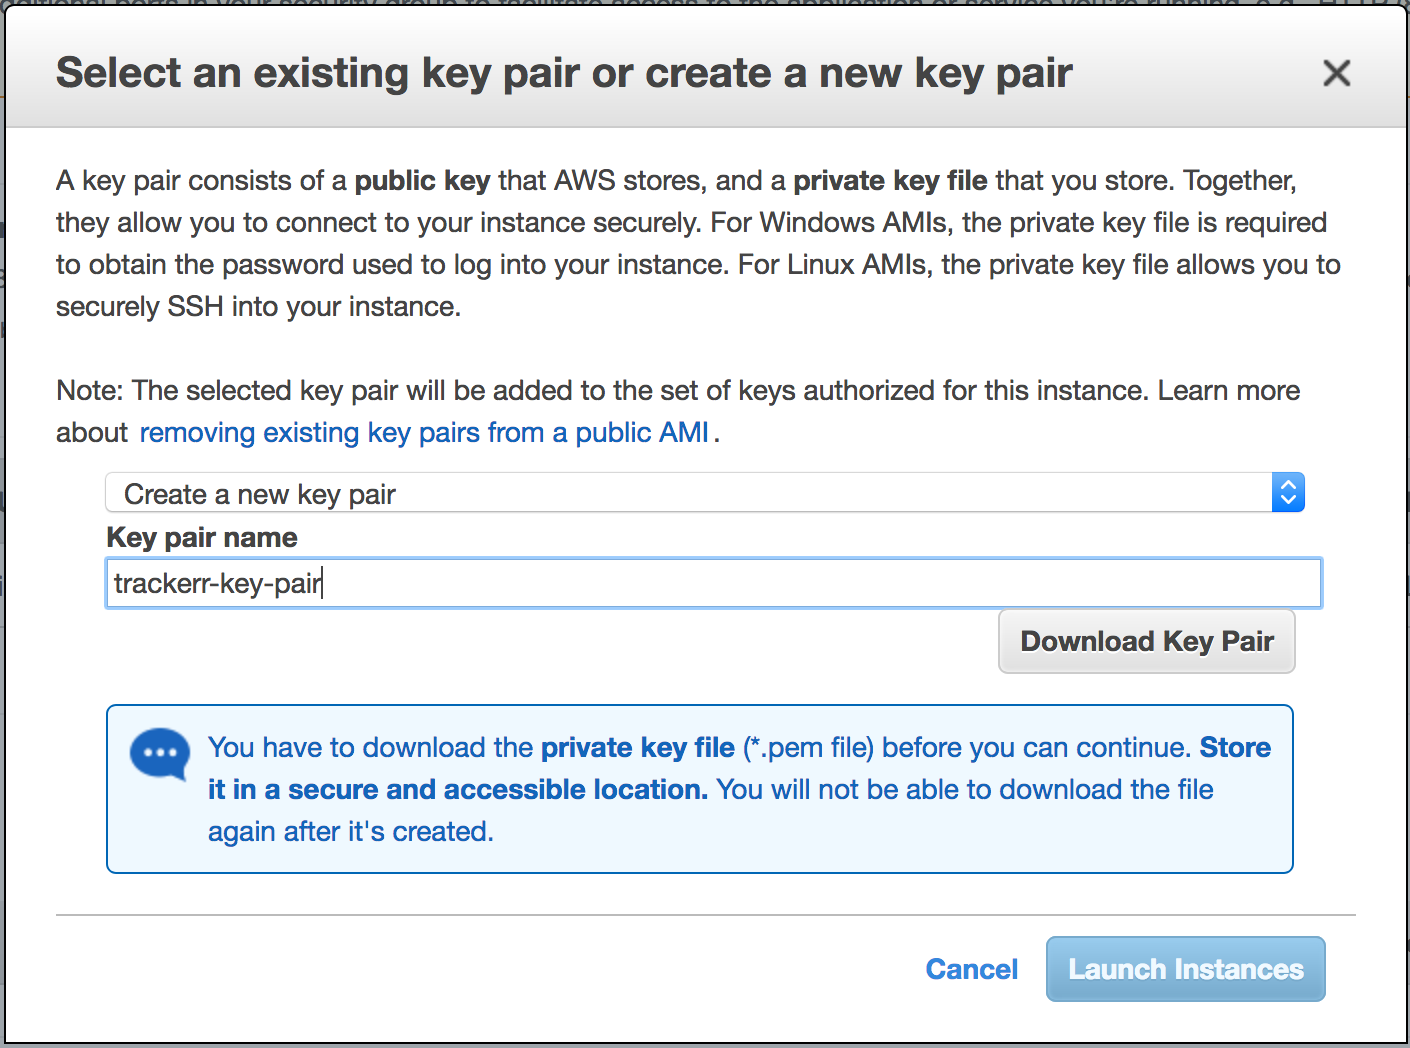 Select an existing key pair or create a new key pair
A key pair consists of a public key that AWS stores, and a private key file that you store. Together,
they allow you to connect to your instance securely. For Windows AMIs, the private key file is required
to obtain the password used to log into your instance. For Linux AMIs, the private key file allows you to
securely SSH into your instance.
Note: The selected key pair will be added to the set of keys authorized for this instance. Learn more
about removing existing key pairs from a public AMI.
Create a new key pair
Key pair name
trackerr-key-pair
Download Key Pair
You have to download the private key file (*.pem file) before you can continue. Store
it in a secure and accessible location. You will not be able to download the file
again after it's created.
Cancel
Launch Instances